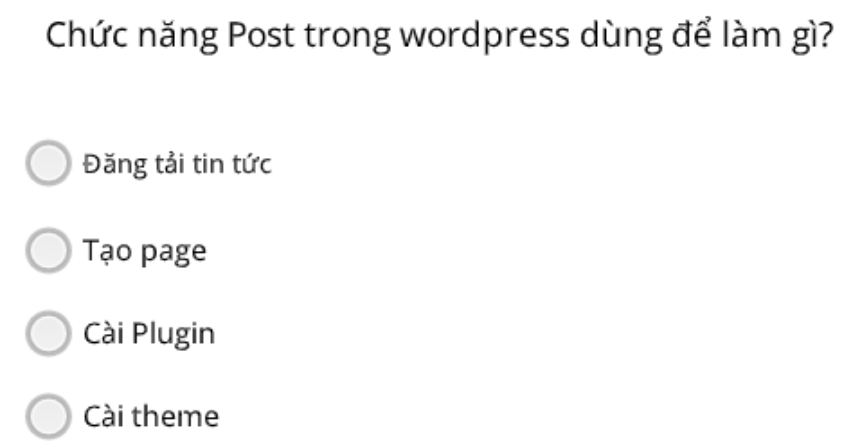 Chức năng Post trong wordpress dùng để làm gì?
Đăng tải tin tức
Tạo page
Cài Plugin
Cài theme